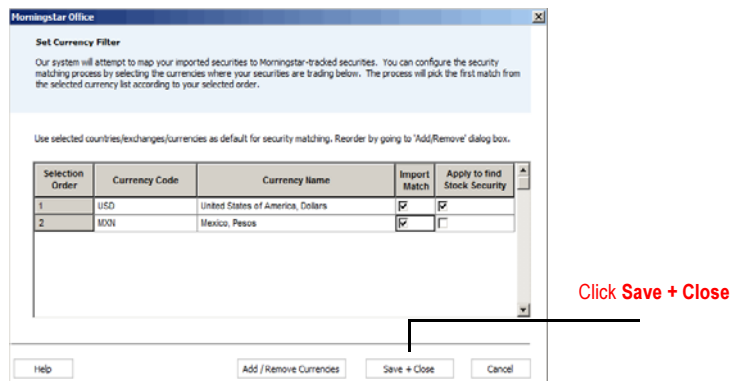 Morningstar Office
Set Currency Filter
Our system will attempt to map your imported securities to Morningstar-tracked securities. You can configure the security
matching process by selecting the currencies where your securities are trading below. The process will pick the first match from
the selected currency list according to your selected order.
Use selected countries/exchanges/currencies as default for security matching. Reorder by going to 'Add/Remove' dialog box.
Selection Order Currency Code Currency Name Import Match Apply to find Stock Security
1 USD United States of America, Dollars
2 MXN Mexico, Pesos
Click Save + Close
Help Add / Remove Currencies Save + Close Cancel